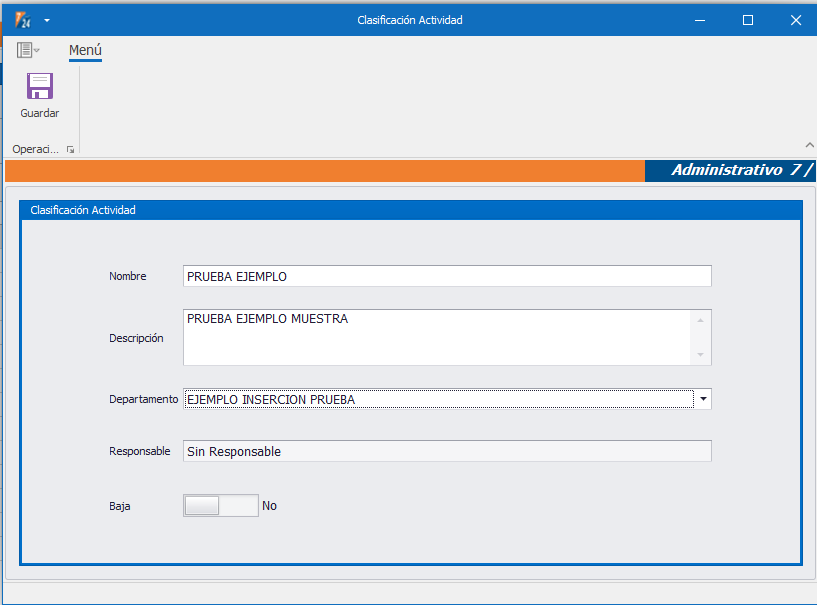 24
Clasificación Actividad
Menú
Guardar
Operaci...
Administrativo 7 /
Clasificación Actividad
Nombre
PRUEBA EJEMPLO
Descripción
PRUEBA EJEMPLO MUESTRA
Departamento
EJEMPLO INSERCION PRUEBA
Responsable
Sin Responsable
Baja
No